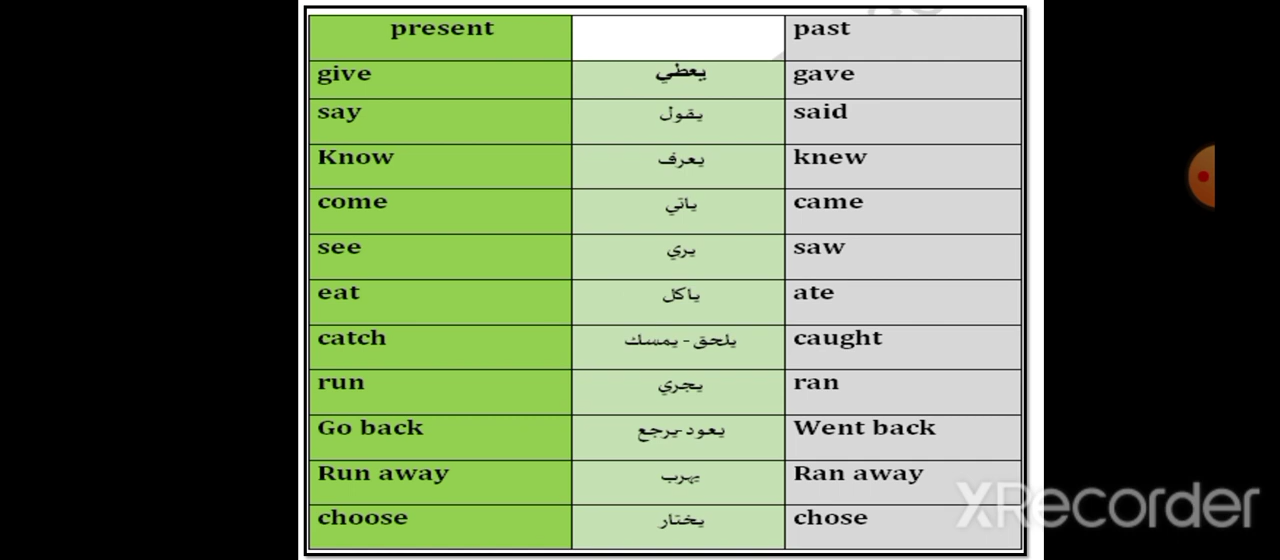 present past
give يعطي gave
say يقول said
Know يعرف knew
come ياتي came
see يري saw
eat ياكل ate
catch يلحق - يمسك caught
run يجري ran
Go back يعود-يرجع Went back
Run away يهرب Ran away
choose يختار chose
XRecorder